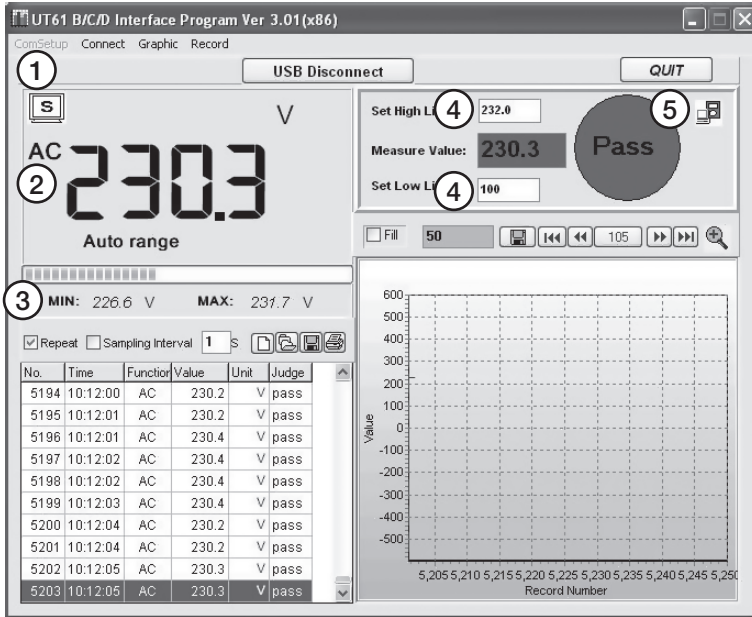 UT61 B/C/D Interface Program Ver 3.01(x86)
ComSetup Connect Graphic Record
1
USB Disconnect
QUIT
S
V
AC
2
230.3
Auto range
Set High Li
4
232.0
5
Measure Value:
230.3
Pass
Set Low Li
4
100
Fill
50
105
3
MIN: 226.6 V MAX: 231.7 V
Repeat Sampling Interval 1 S
No. Time Function Value Unit Judge
5194 10:12:00 AC 230.2 V pass
5195 10:12:01 AC 230.2 V pass
5196 10:12:01 AC 230.4 V pass
5197 10:12:02 AC 230.4 V pass
5198 10:12:02 AC 230.4 V pass
5199 10:12:03 AC 230.4 V pass
5200 10:12:04 AC 230.2 V pass
5201 10:12:04 AC 230.2 V pass
5202 10:12:05 AC 230.3 V pass
5203 10:12:05 AC 230.3 V pass
Value
600
400
300
200
100
0
-100
-200
-300
-400
-500
5,205 5,210 5,215 5,220 5,225 5,230 5,235 5,240 5,245 5,250
Record Number